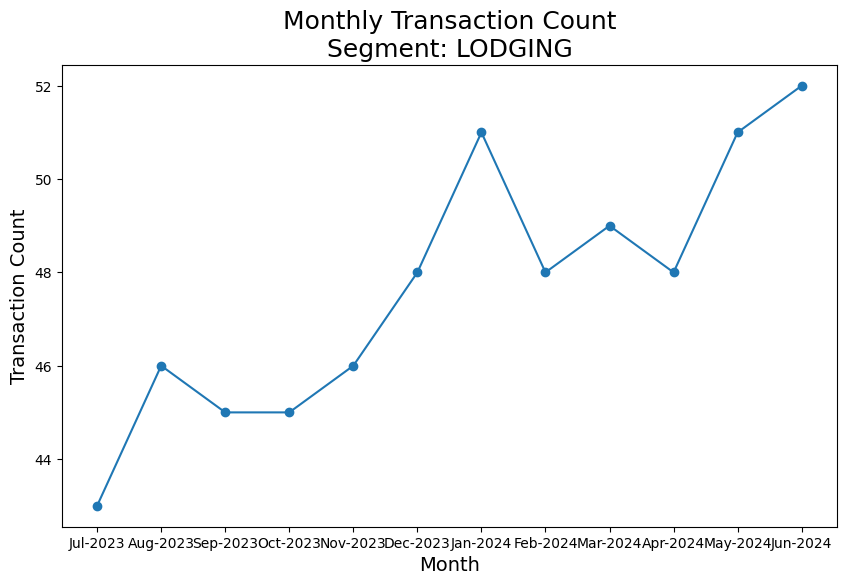 Monthly Transaction Count
Segment: LODGING
Transaction Count
52
50
48
46
44
Jul-2023 Aug-2023 Sep-2023 Oct-2023 Nov-2023 Dec-2023 Jan-2024 Feb-2024 Mar-2024 Apr-2024 May-2024 Jun-2024
Month